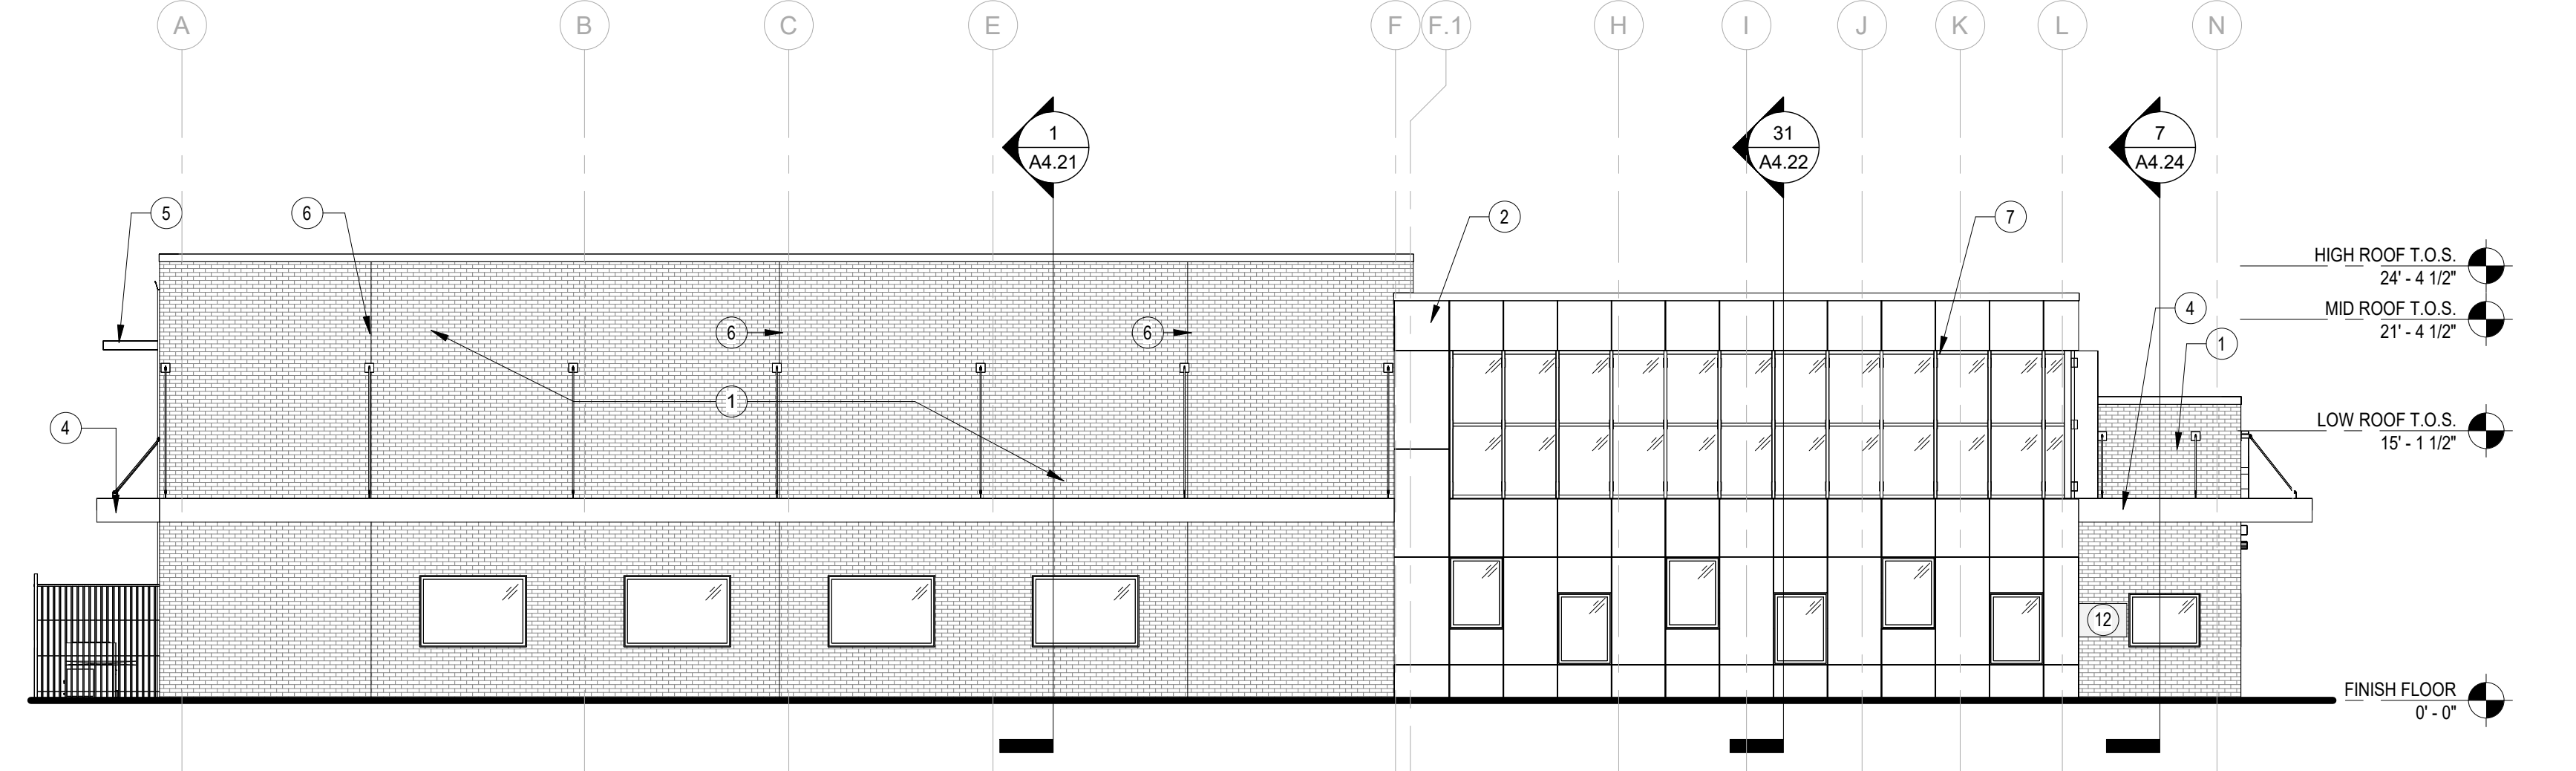 A B C E F F.1 H I J K L N
1
A4.21
31
A4.22
7
A4.24
5
6
2
7
HIGH ROOF T.O.S.
24' - 4 1/2"
4
MID ROOF T.O.S.
21' - 4 1/2"
6
6
1
1
4
LOW ROOF T.O.S.
15' - 1 1/2"
12
FINISH FLOOR
0' - 0"